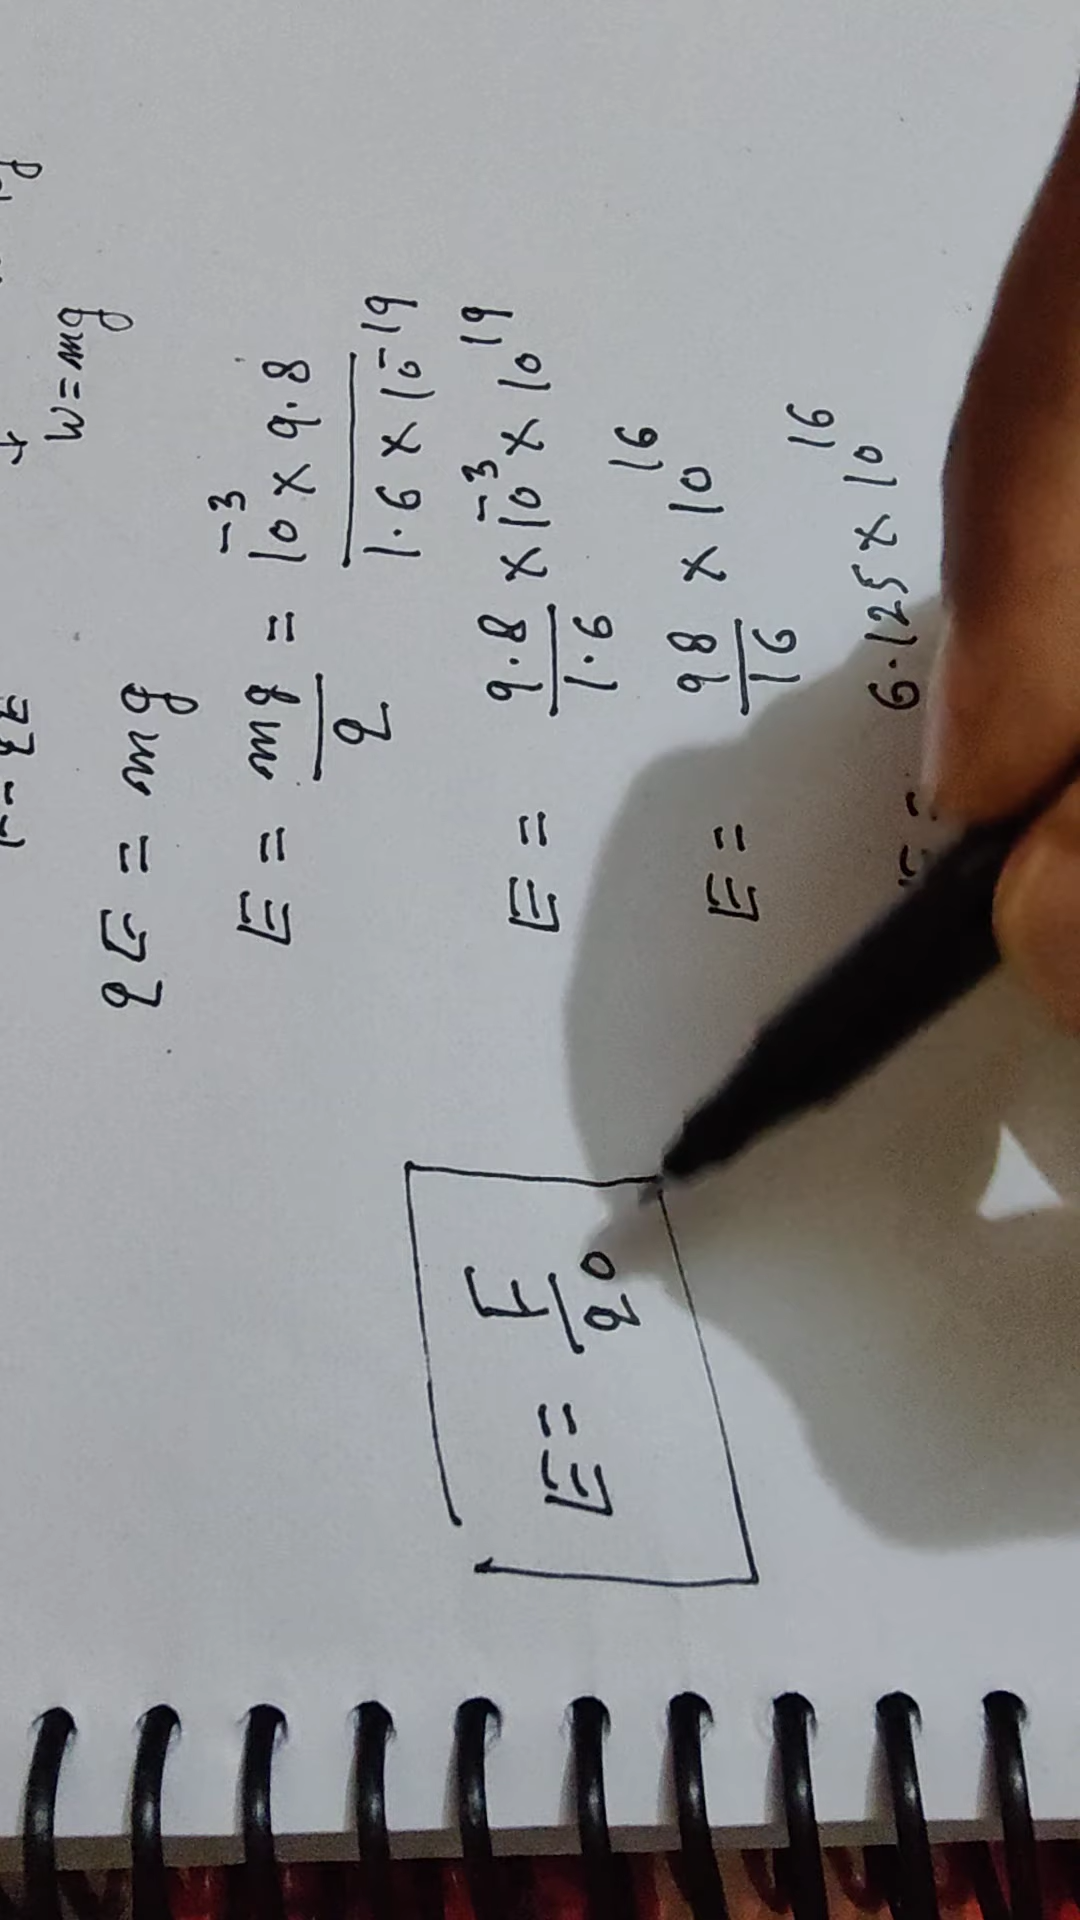 W = mg
qE = mg
E = mg/q = 10⁻³ × 9.8 / 1.6 × 10⁻¹⁹
E = 9.8/1.6 × 10⁻³ × 10¹⁹
E = 98/16 × 10¹⁶
E = 6.125 × 10¹⁶
E = F/q₀